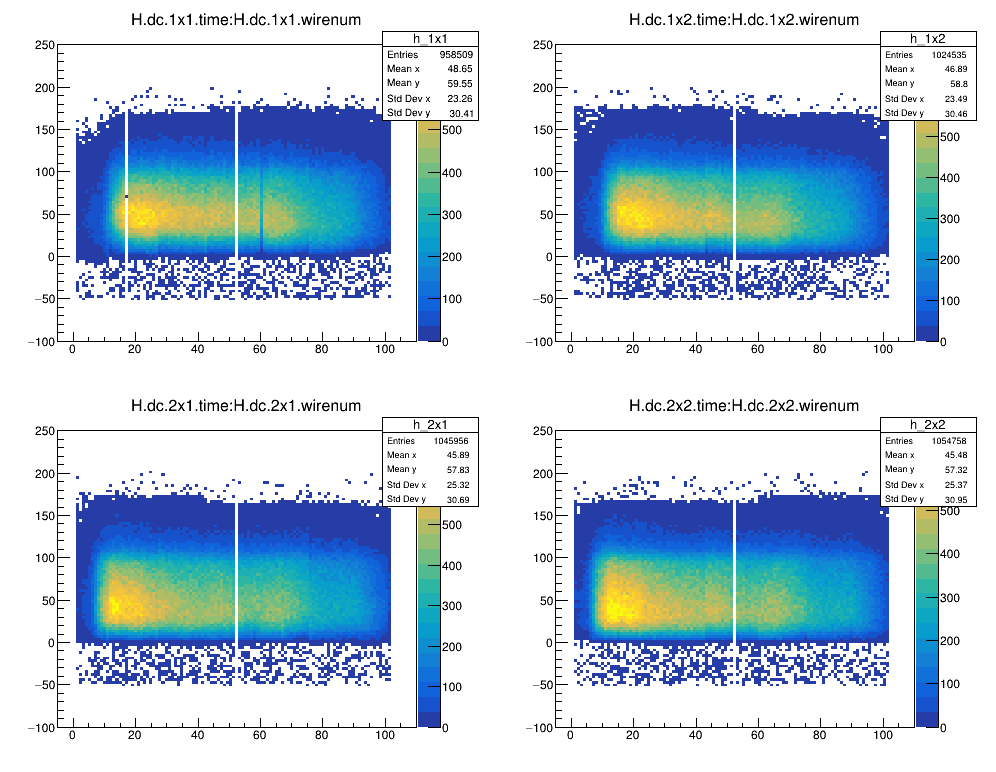 H.dc.1x1.time:H.dc.1x1.wirenum
h_1x1
Entries 958509
Mean x 48.65
Mean y 59.55
Std Dev x 23.26
Std Dev y 30.41
250
200
150
100
50
0
−50
−100
0 20 40 60 80 100
500
400
300
200
100
0
H.dc.1x2.time:H.dc.1x2.wirenum
h_1x2
Entries 1024535
Mean x 46.89
Mean y 58.8
Std Dev x 23.49
Std Dev y 30.46
250
200
150
100
50
0
−50
−100
0 20 40 60 80 100
500
400
300
200
100
0
H.dc.2x1.time:H.dc.2x1.wirenum
h_2x1
Entries 1045956
Mean x 45.89
Mean y 57.83
Std Dev x 25.32
Std Dev y 30.69
250
200
150
100
50
0
−50
−100
0 20 40 60 80 100
500
400
300
200
100
0
H.dc.2x2.time:H.dc.2x2.wirenum
h_2x2
Entries 1054758
Mean x 45.48
Mean y 57.32
Std Dev x 25.37
Std Dev y 30.95
250
200
150
100
50
0
−50
−100
0 20 40 60 80 100
500
400
300
200
100
0